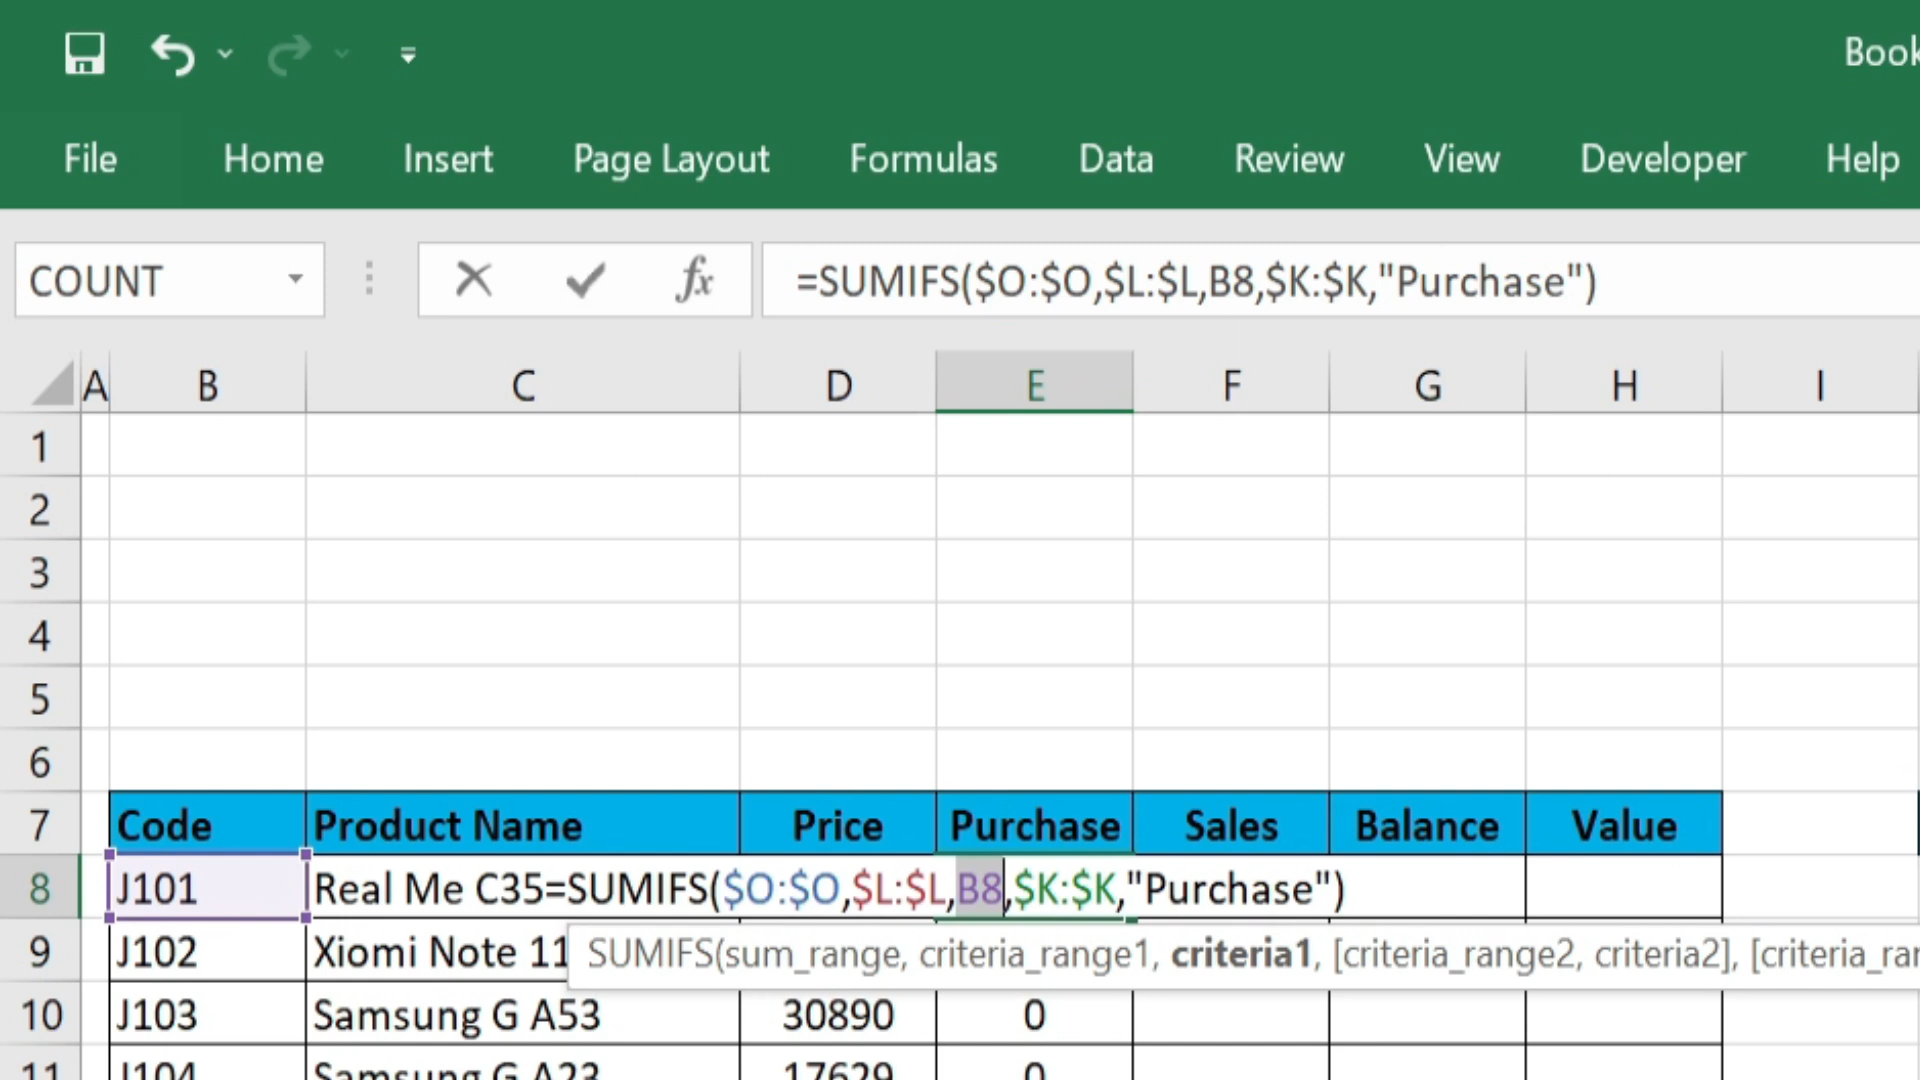 Book
File Home Insert Page Layout Formulas Data Review View Developer Help
COUNT fx =SUMIFS($O:$O,$L:$L,B8,$K:$K,"Purchase")
A B C D E F G H I
1
2
3
4
5
6
7 Code Product Name Price Purchase Sales Balance Value
8 J101 Real Me C35=SUMIFS($O:$O,$L:$L,B8,$K:$K,"Purchase")
9 J102 Xiomi Note 11 SUMIFS(sum_range, criteria_range1, criteria1, [criteria_range2, criteria2], [criteria_ran
10 J103 Samsung G A53 30890 0
11 J104 Samsung G A23 17629 0